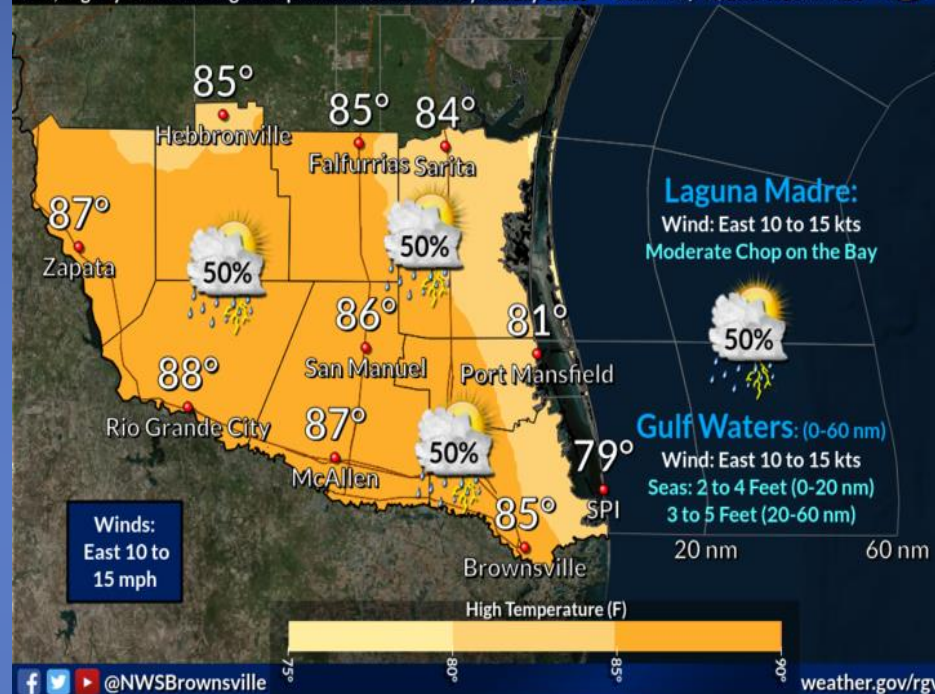 85°
Hebbronville
85°
Falfurrias
84°
Sarita
87°
Zapata
50%
50%
Laguna Madre:
Wind: East 10 to 15 kts
Moderate Chop on the Bay
50%
86°
San Manuel
81°
Port Mansfield
88°
Rio Grande City
87°
McAllen
50%
79°
SPI
Gulf Waters: (0-60 nm)
Wind: East 10 to 15 kts
Seas: 2 to 4 Feet (0-20 nm)
3 to 5 Feet (20-60 nm)
85°
Brownsville
20 nm
60 nm
Winds:
East 10 to
15 mph
High Temperature (F)
75°
80°
85°
90°
@NWSBrownsville
weather.gov/rgv